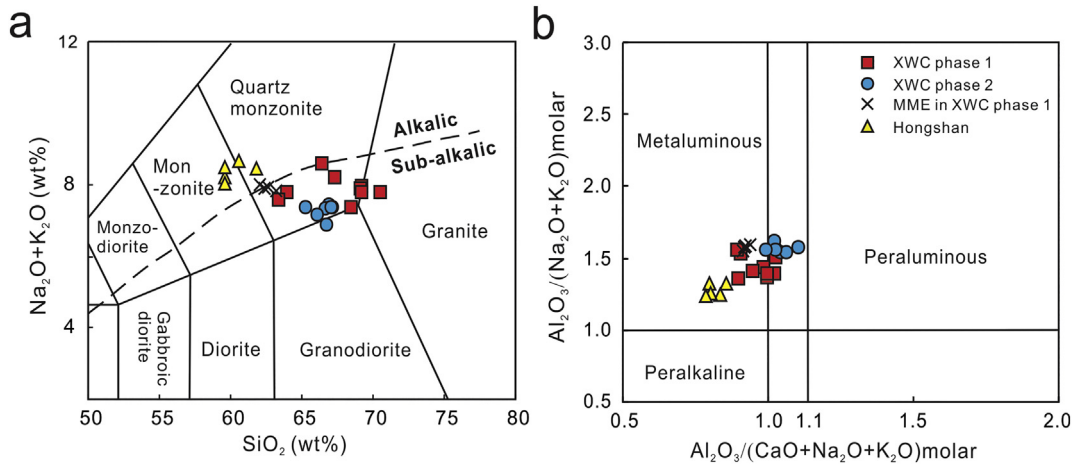 a
12
8
4
Na₂O+K₂O (wt%)
Quartz
monzonite
Alkalic
Sub-alkalic
Mon
-zonite
Monzo-
diorite
Granite
Gabbroic
diorite
Diorite
Granodiorite
50 55 60 65 70 75 80
SiO₂ (wt%)
b
3.0
2.5
2.0
1.5
1.0
0.5
Al₂O₃/(Na₂O+K₂O)molar
XWC phase 1
XWC phase 2
MME in XWC phase 1
Hongshan
Metaluminous
Peraluminous
Peralkaline
0.5 1.0 1.1 1.5 2.0
Al₂O₃/(CaO+Na₂O+K₂O)molar